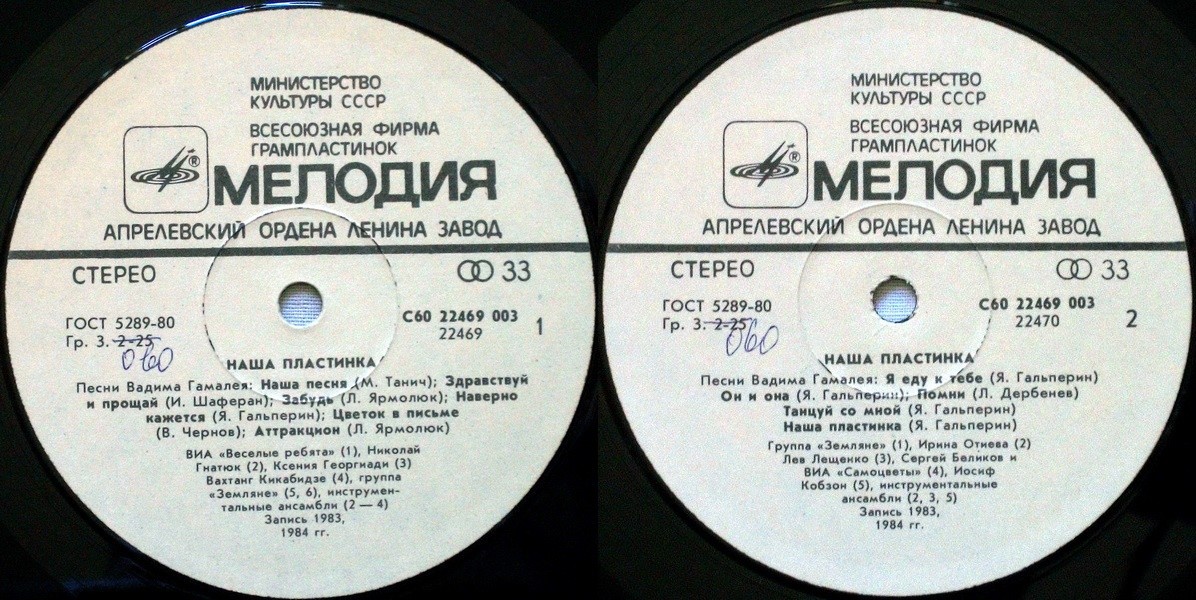 МИНИСТЕРСТВО
КУЛЬТУРЫ СССР
ВСЕСОЮЗНАЯ ФИРМА
ГРАМПЛАСТИНОК
®
МЕЛОДИЯ
АПРЕЛЕВСКИЙ ОРДЕНА ЛЕНИНА ЗАВОД
СТЕРЕО
33
ГОСТ 5289-80
Гр. 3. 2-25
060
С60 22469 003
22469
1
НАША ПЛАСТИНКА
Песни Вадима Гамалея: Наша песня (М. Танич); Здравствуй
и прощай (И. Шаферан); Забудь (Л. Ярмолюк); Наверно
кажется (Я. Гальперин); Цветок в письме
(В. Чернов); Аттракцион (Л. Ярмолюк)
ВИА «Веселые ребята» (1), Николай
Гнатюк (2), Ксения Георгиади (3)
Вахтанг Кикабидзе (4), группа
«Земляне» (5, 6), инструмен-
тальные ансамбли (2 — 4)
Запись 1983,
1984 гг.
МИНИСТЕРСТВО
КУЛЬТУРЫ СССР
ВСЕСОЮЗНАЯ ФИРМА
ГРАМПЛАСТИНОК
®
МЕЛОДИЯ
АПРЕЛЕВСКИЙ ОРДЕНА ЛЕНИНА ЗАВОД
СТЕРЕО
33
ГОСТ 5289-80
Гр. 3. 2-25
060
С60 22469 003
22470
2
НАША ПЛАСТИНКА
Песни Вадима Гамалея: Я еду к тебе (Я. Гальперин)
Он и она (Я. Гальперин); Помни (Л. Дербенев)
Танцуй со мной (Я. Гальперин)
Наша пластинка (Я. Гальперин)
Группа «Земляне» (1), Ирина Отиева (2)
Лев Лещенко (3), Сергей Беликов и
ВИА «Самоцветы» (4), Иосиф
Кобзон (5), инструментальные
ансамбли (2, 3, 5)
Запись 1983,
1984 гг.